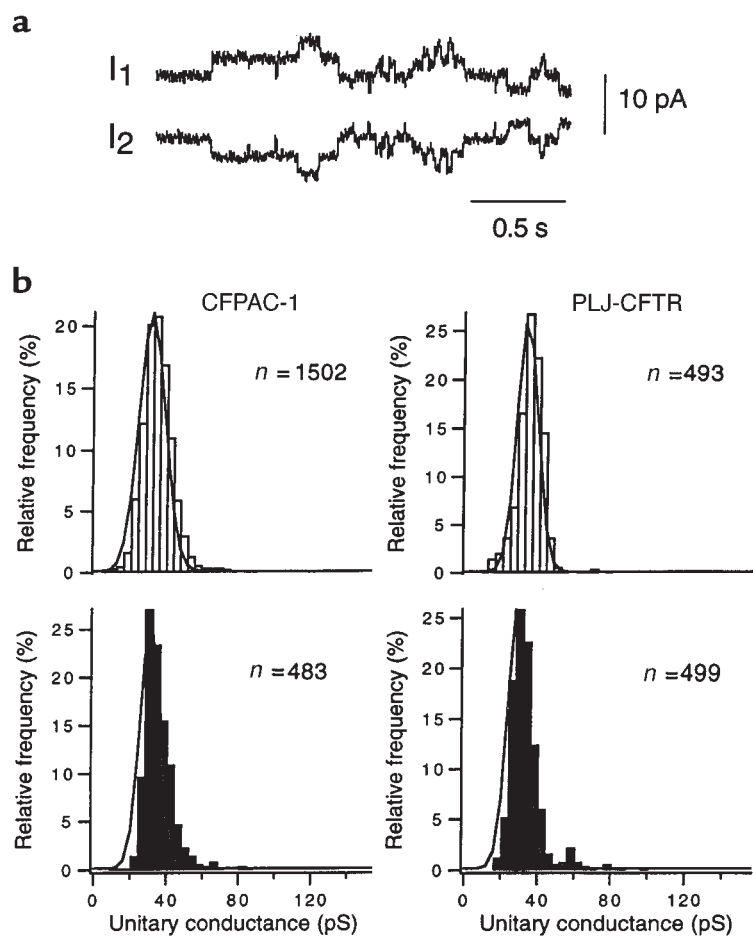 a
I1
I2
10 pA
0.5 s
b
CFPAC-1
PLJ-CFTR
Relative frequency (%)
20
15
10
5
0
n = 1502
Relative frequency (%)
25
20
15
10
5
0
n =493
Relative frequency (%)
25
20
15
10
5
0
n =483
0 40 80 120
Unitary conductance (pS)
Relative frequency (%)
25
20
15
10
5
0
n =499
0 40 80 120
Unitary conductance (pS)